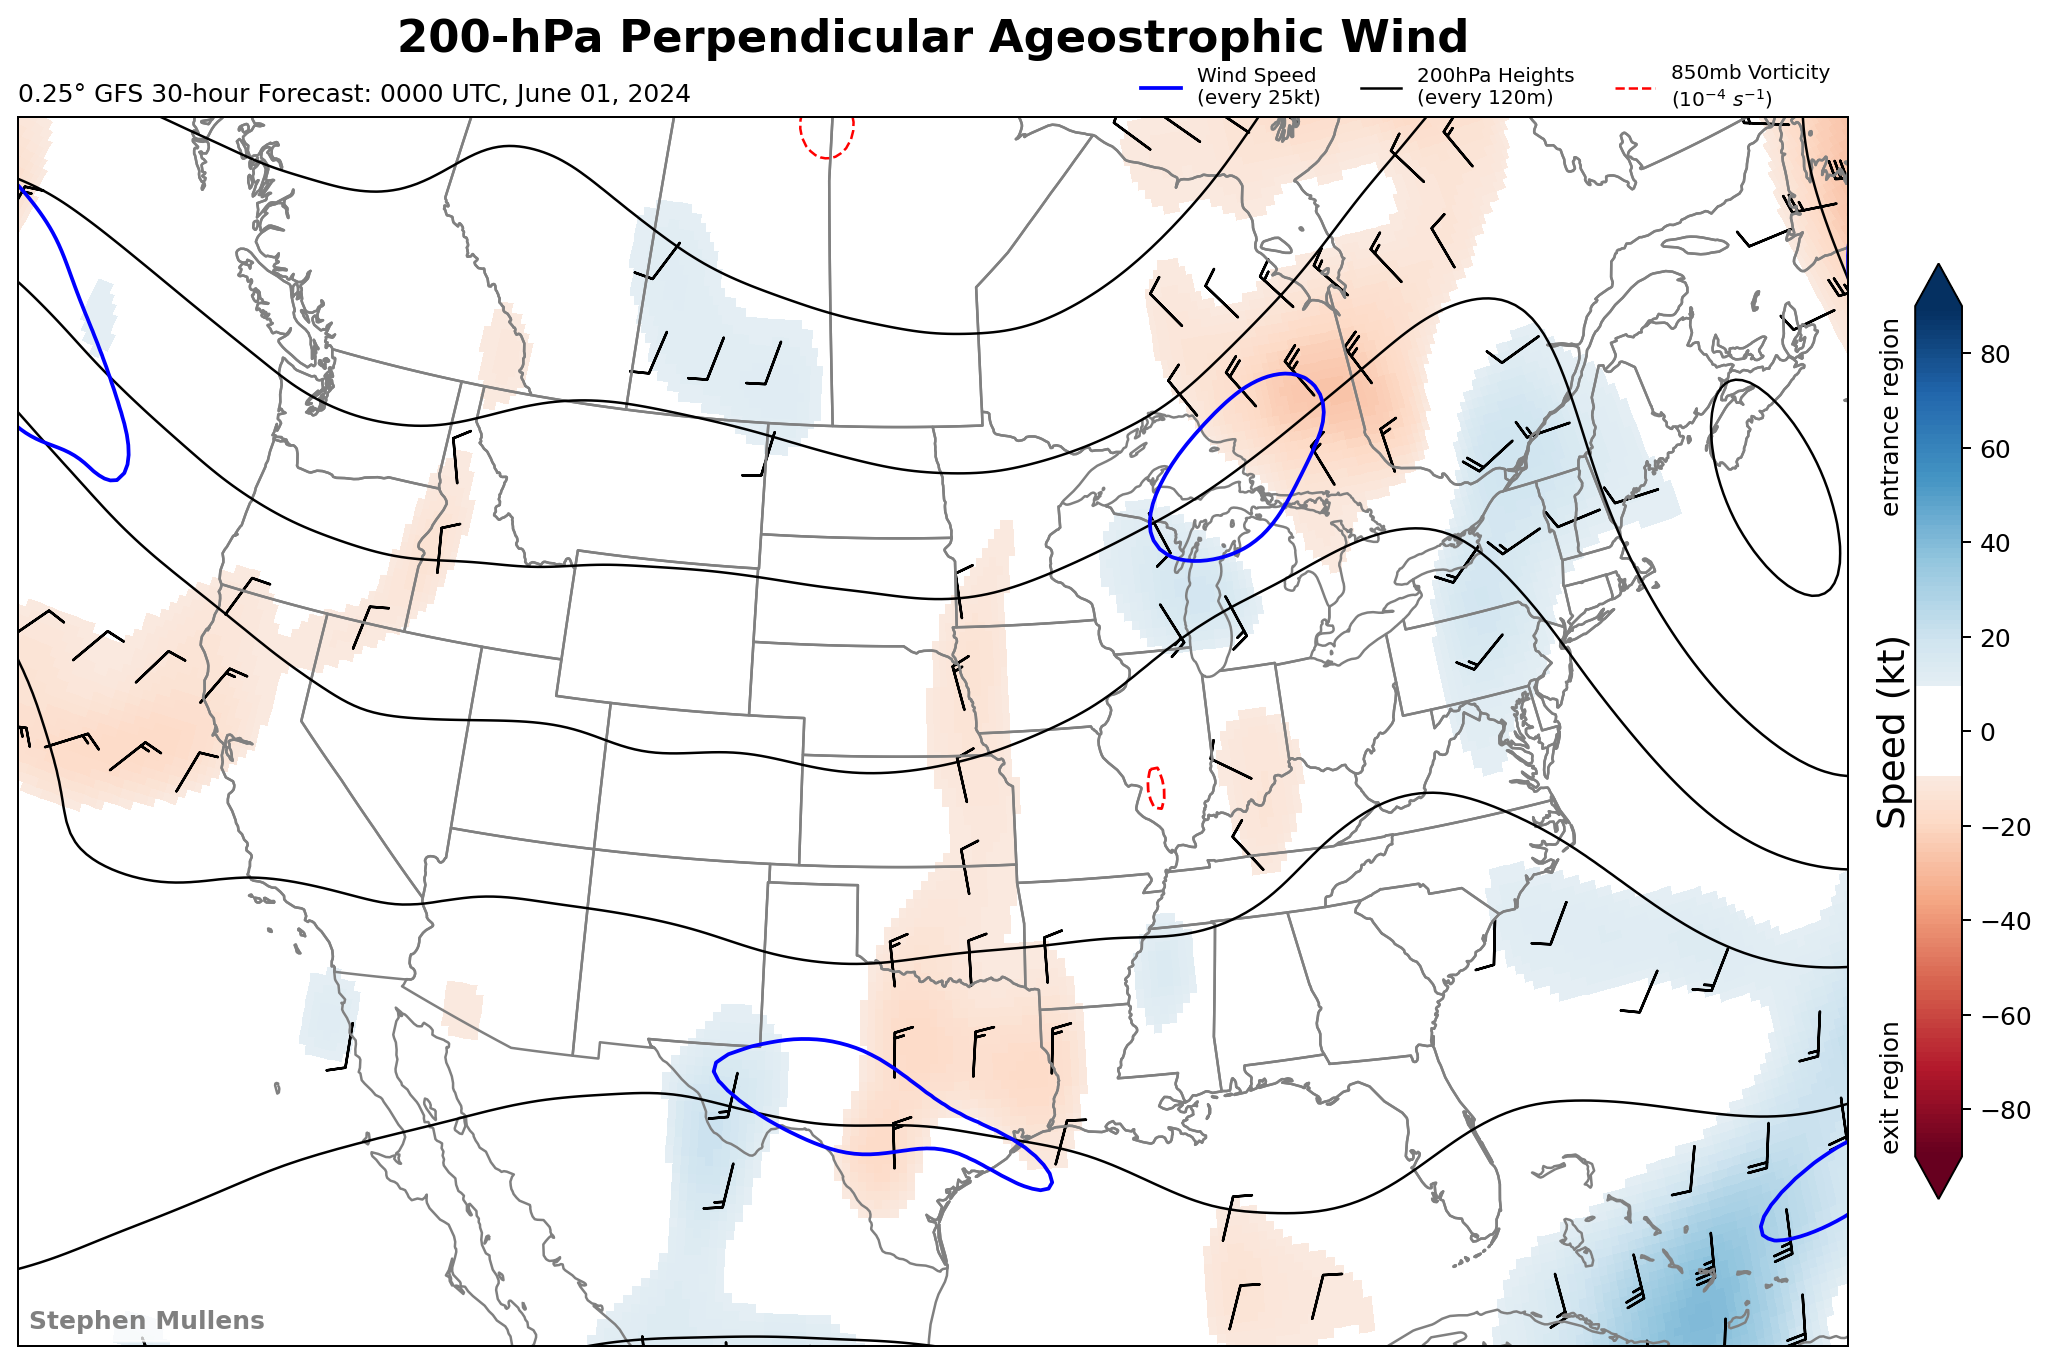 200-hPa Perpendicular Ageostrophic Wind
0.25° GFS 30-hour Forecast: 0000 UTC, June 01, 2024
Wind Speed
(every 25kt)
200hPa Heights
(every 120m)
850mb Vorticity
(10⁻⁴ s⁻¹)
entrance region
Speed (kt)
exit region
80
60
40
20
0
−20
−40
−60
−80
Stephen Mullens